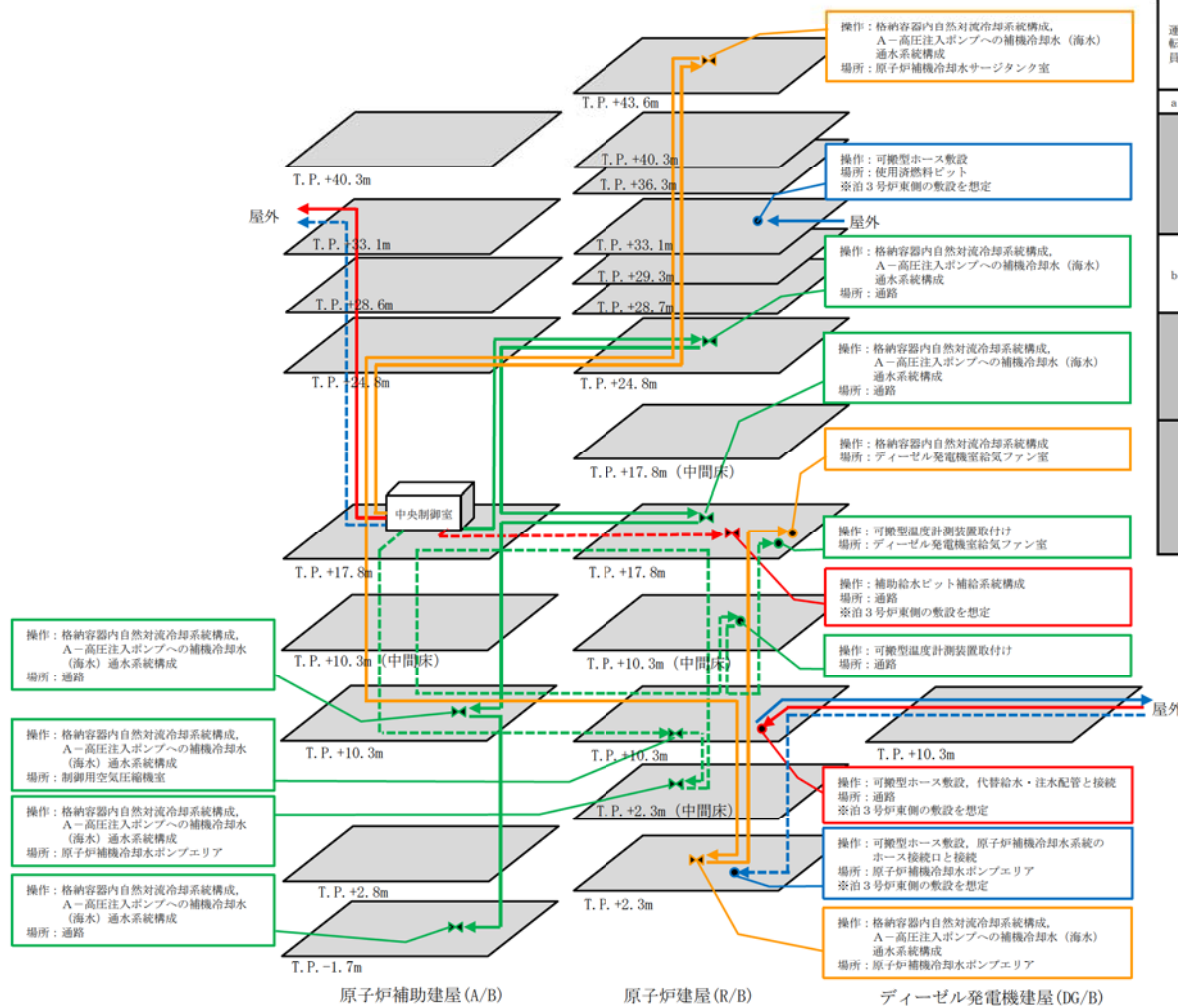 操作：格納容器内自然対流冷却系統構成，
A－高圧注入ポンプへの補機冷却水（海水）
通水系統構成
場所：原子炉補機冷却水サージタンク室
運転員
T.P.+43.6m
a
T.P.+40.3m
T.P.+40.3m
T.P.+36.3m
操作：可搬型ホース敷設
場所：使用済燃料ピット
※泊３号炉東側の敷設を想定
屋外
屋外
T.P.+33.1m
T.P.+33.1m
操作：格納容器内自然対流冷却系統構成，
A－高圧注入ポンプへの補機冷却水（海水）
通水系統構成
場所：通路
b
T.P.+29.3m
T.P.+28.6m
T.P.+28.7m
T.P.+24.8m
T.P.+24.8m
操作：格納容器内自然対流冷却系統構成，
A－高圧注入ポンプへの補機冷却水（海水）
通水系統構成
場所：通路
T.P.+17.8m（中間床）
操作：格納容器内自然対流冷却系統構成
場所：ディーゼル発電機室給気ファン室
中央制御室
操作：可搬型温度計測装置取付け
場所：ディーゼル発電機室給気ファン室
T.P.+17.8m
T.P.+17.8m
操作：補助給水ピット補給系統構成
場所：通路
※泊３号炉東側の敷設を想定
操作：格納容器内自然対流冷却系統構成，
A－高圧注入ポンプへの補機冷却水
（海水）通水系統構成
場所：通路
T.P.+10.3m（中間床）
T.P.+10.3m（中間床）
操作：可搬型温度計測装置取付け
場所：通路
屋外
操作：格納容器内自然対流冷却系統構成，
A－高圧注入ポンプへの補機冷却水
（海水）通水系統構成
場所：制御用空気圧縮機室
T.P.+10.3m
T.P.+10.3m
T.P.+10.3m
操作：可搬型ホース敷設，代替給水・注水配管と接続
場所：通路
※泊３号炉東側の敷設を想定
操作：格納容器内自然対流冷却系統構成，
A－高圧注入ポンプへの補機冷却水
（海水）通水系統構成
場所：原子炉補機冷却水ポンプエリア
T.P.+2.3m（中間床）
操作：可搬型ホース敷設，原子炉補機冷却水系統の
ホース接続口と接続
場所：原子炉補機冷却水ポンプエリア
※泊３号炉東側の敷設を想定
操作：格納容器内自然対流冷却系統構成，
A－高圧注入ポンプへの補機冷却水
（海水）通水系統構成
場所：通路
T.P.+2.8m
T.P.+2.3m
操作：格納容器内自然対流冷却系統構成，
A－高圧注入ポンプへの補機冷却水（海水）
通水系統構成
場所：原子炉補機冷却水ポンプエリア
T.P.-1.7m
原子炉補助建屋(A/B)
原子炉建屋(R/B)
ディーゼル発電機建屋(DG/B)